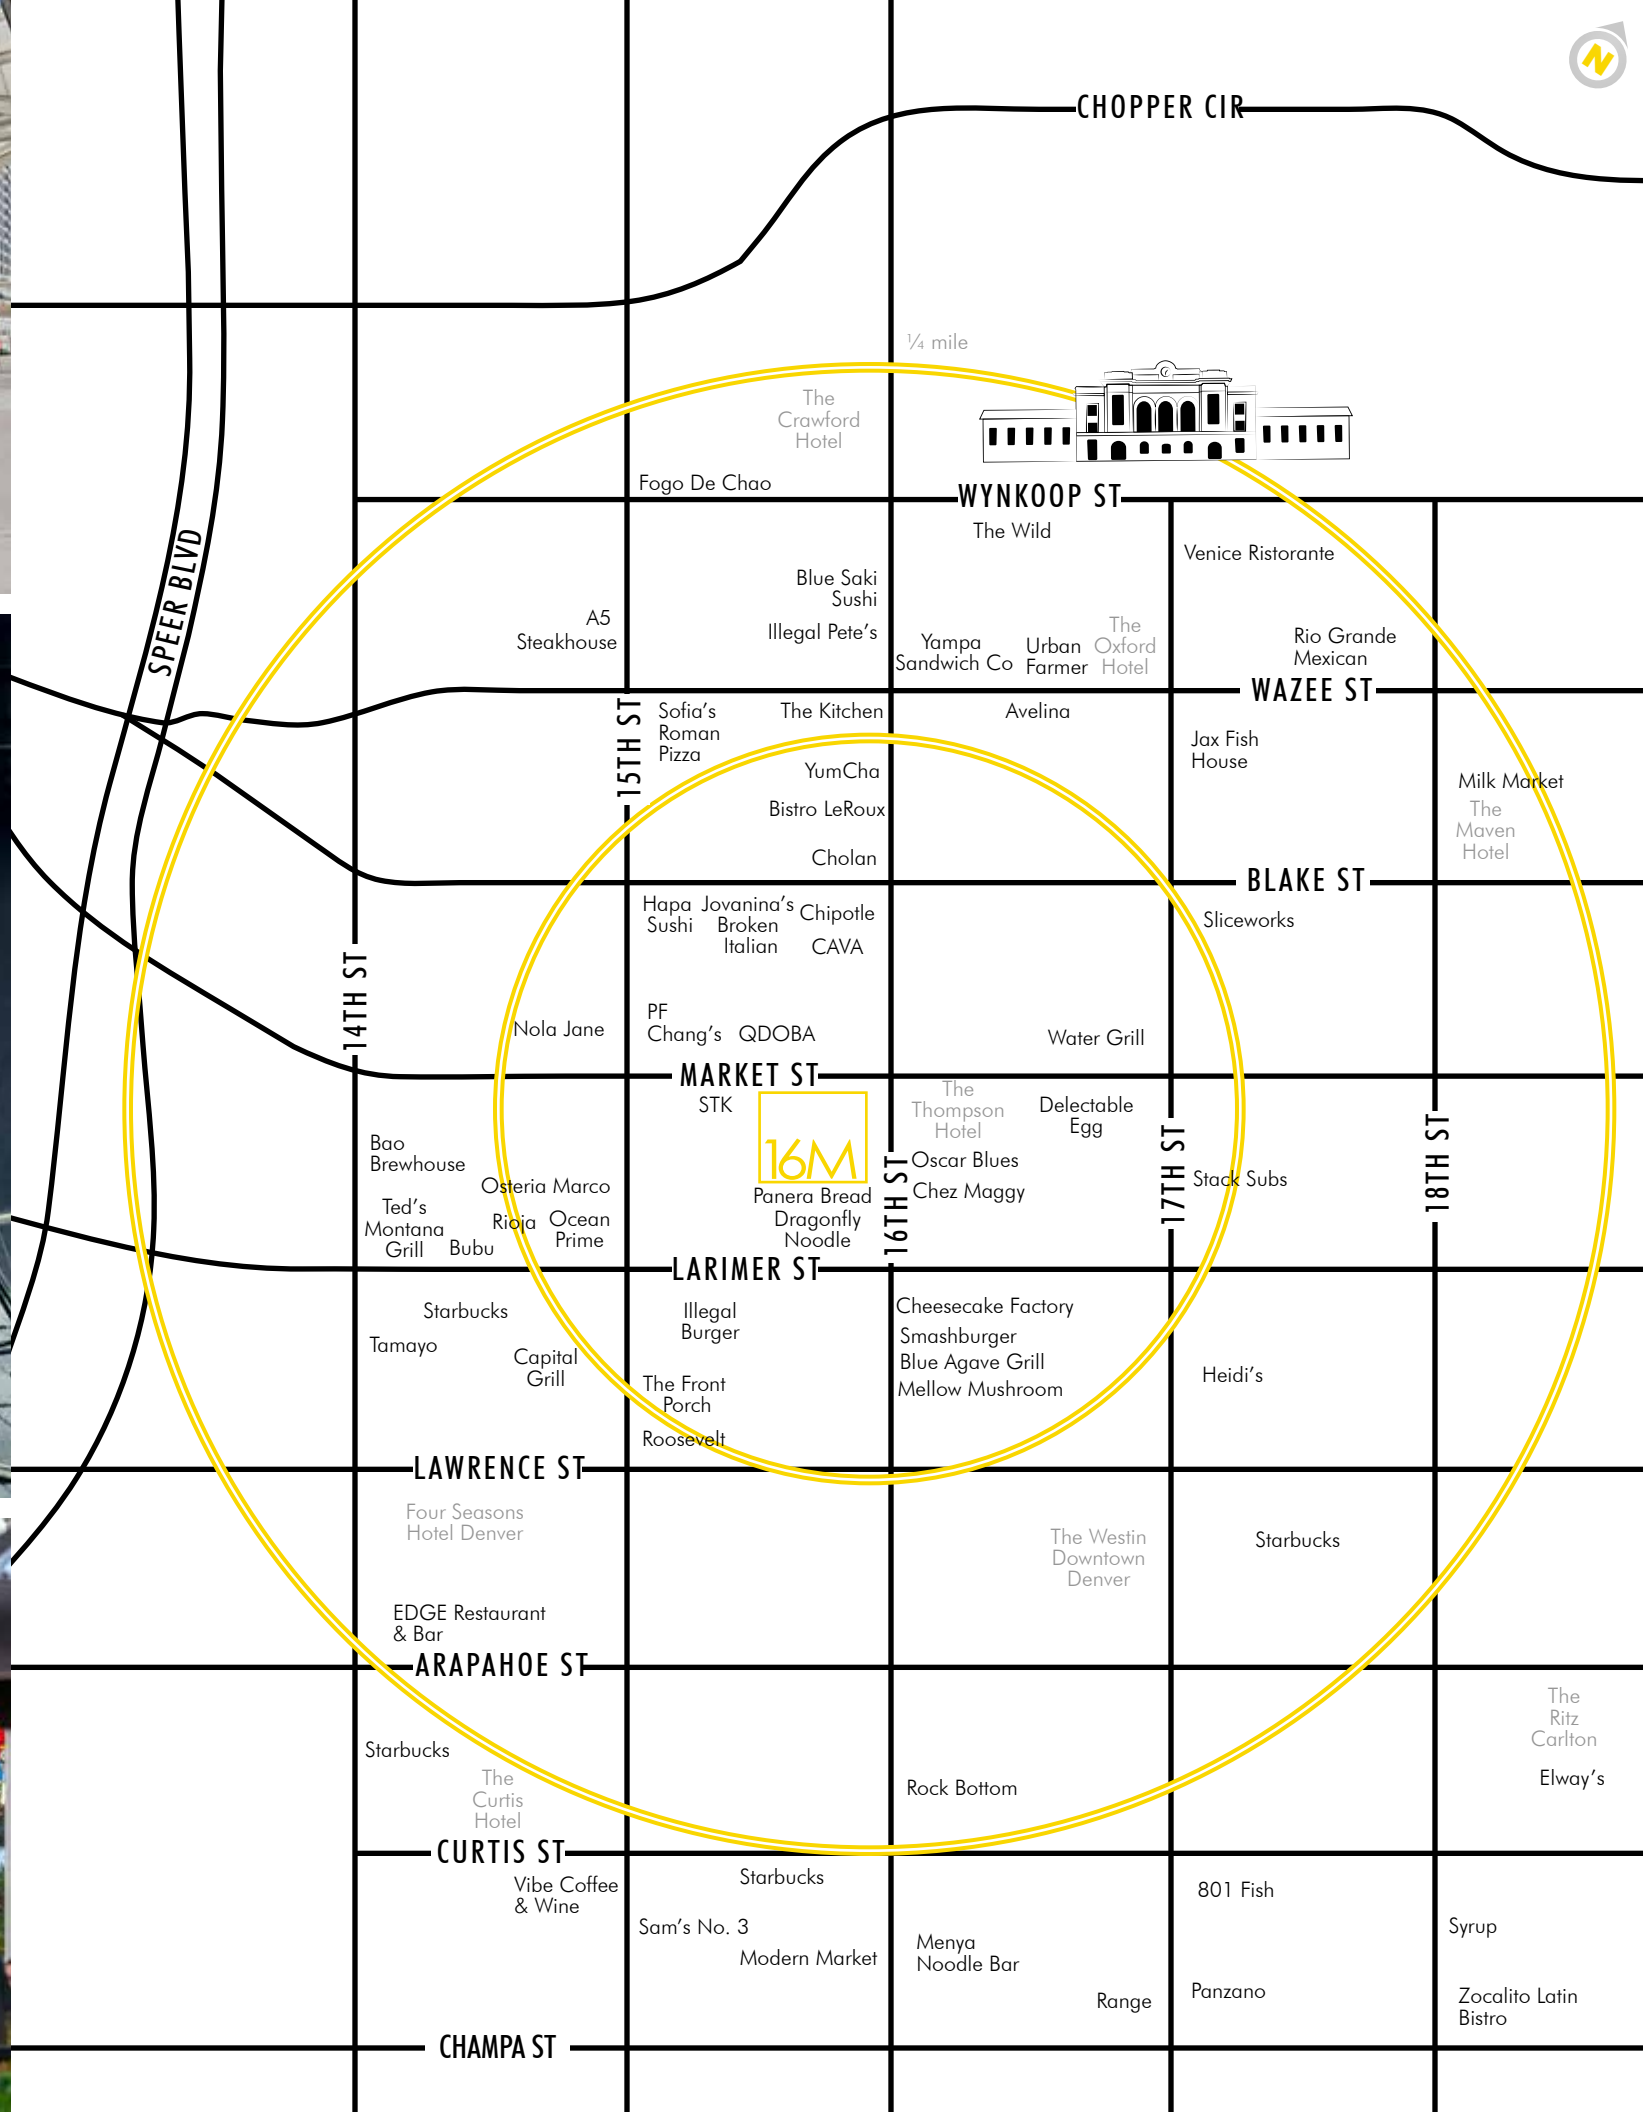 N
CHOPPER CIR
¼ mile
The
Crawford
Hotel
Fogo De Chao
WYNKOOP ST
The Wild
Venice Ristorante
SPEER BLVD
Blue Saki
Sushi
Illegal Pete's
A5
Steakhouse
Yampa
Sandwich Co
Urban
Farmer
The
Oxford
Hotel
Rio Grande
Mexican
WAZEE ST
15TH ST
Sofia's
Roman
Pizza
The Kitchen
Avelina
Jax Fish
House
YumCha
Milk Market
The
Maven
Hotel
Bistro LeRoux
Cholan
BLAKE ST
Hapa
Sushi
Jovanina's
Broken
Italian
Chipotle
CAVA
Sliceworks
14TH ST
Nola Jane
PF
Chang's
QDOBA
Water Grill
MARKET ST
STK
16M
The
Thompson
Hotel
Delectable
Egg
Bao
Brewhouse
Oscar Blues
16TH ST
17TH ST
18TH ST
Chez Maggy
Stack Subs
Osteria Marco
Panera Bread
Dragonfly
Noodle
Ted's
Montana
Grill
Bubu
Rioja
Ocean
Prime
LARIMER ST
Starbucks
Tamayo
Capital
Grill
Illegal
Burger
Cheesecake Factory
Smashburger
Blue Agave Grill
Mellow Mushroom
Heidi's
The Front
Porch
Roosevelt
LAWRENCE ST
Four Seasons
Hotel Denver
The Westin
Downtown
Denver
Starbucks
EDGE Restaurant
& Bar
ARAPAHOE ST
The
Ritz
Carlton
Elway's
Starbucks
The
Curtis
Hotel
Rock Bottom
CURTIS ST
Vibe Coffee
& Wine
Starbucks
801 Fish
Sam's No. 3
Modern Market
Menya
Noodle Bar
Syrup
Range
Panzano
Zocalito Latin
Bistro
CHAMPA ST